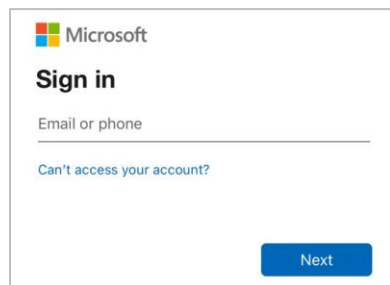 Microsoft
Sign in
Email or phone
Can't access your account?
Next